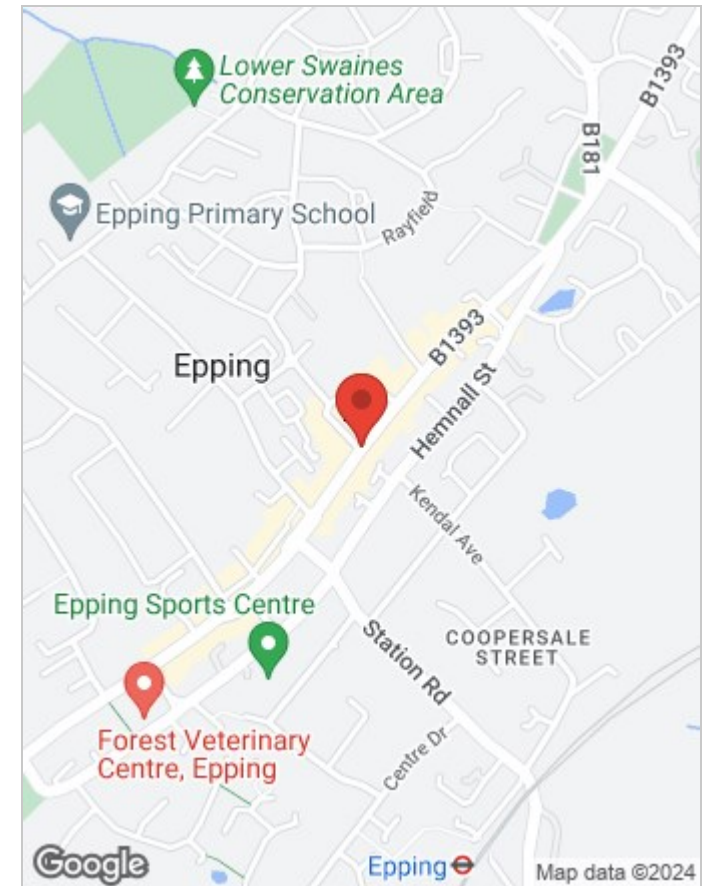 Lower Swaines
Conservation Area
B1393
B181
Epping Primary School
Rayfield
B1393
Epping
Hemnall St
Kendal Ave
Epping Sports Centre
Station Rd
COOPERSALE
STREET
Forest Veterinary
Centre, Epping
Centre Dr
Google
Epping
Map data ©2024